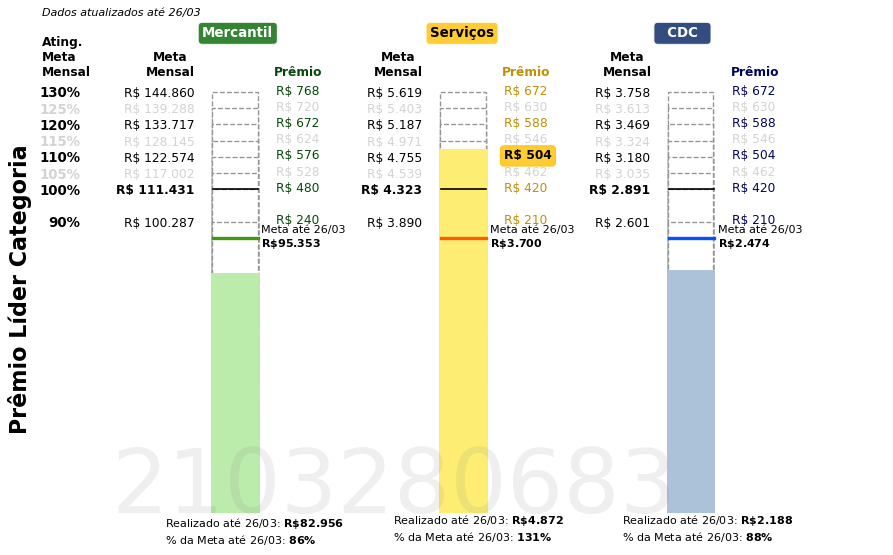 Dados atualizados até 26/03
Mercantil
Serviços
CDC
Ating.
Meta
Mensal
Meta
Mensal
Prêmio
Meta
Mensal
Prêmio
Meta
Mensal
Prêmio
130% R$ 144.860 R$ 768 R$ 5.619 R$ 672 R$ 3.758 R$ 672
125% R$ 139.288 R$ 720 R$ 5.403 R$ 630 R$ 3.613 R$ 630
120% R$ 133.717 R$ 672 R$ 5.187 R$ 588 R$ 3.469 R$ 588
115% R$ 128.145 R$ 624 R$ 4.971 R$ 546 R$ 3.324 R$ 546
110% R$ 122.574 R$ 576 R$ 4.755 R$ 504 R$ 3.180 R$ 504
105% R$ 117.002 R$ 528 R$ 4.539 R$ 462 R$ 3.035 R$ 462
100% R$ 111.431 R$ 480 R$ 4.323 R$ 420 R$ 2.891 R$ 420
90% R$ 100.287 R$ 240 R$ 3.890 R$ 210 R$ 2.601 R$ 210
Meta até 26/03
R$95.353
Meta até 26/03
R$3.700
Meta até 26/03
R$2.474
Prêmio Líder Categoria
2103280683
Realizado até 26/03: R$82.956
% da Meta até 26/03: 86%
Realizado até 26/03: R$4.872
% da Meta até 26/03: 131%
Realizado até 26/03: R$2.188
% da Meta até 26/03: 88%